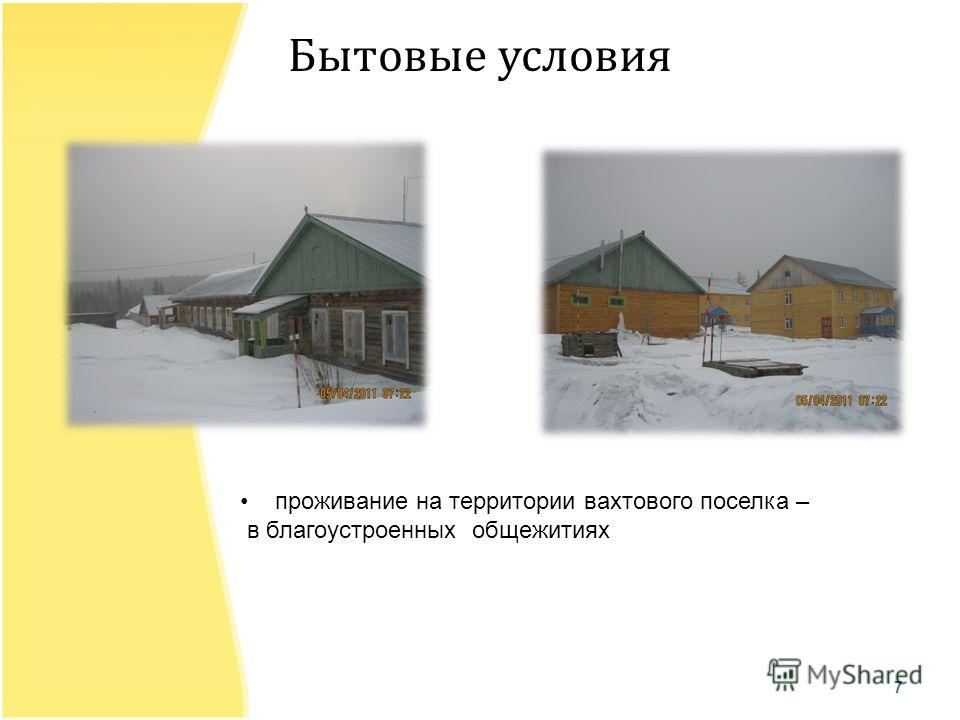 Бытовые условия
05/04/2011 07:22
05/04/2011 07:22
• проживание на территории вахтового поселка –
в благоустроенных общежитиях
MyShared
7